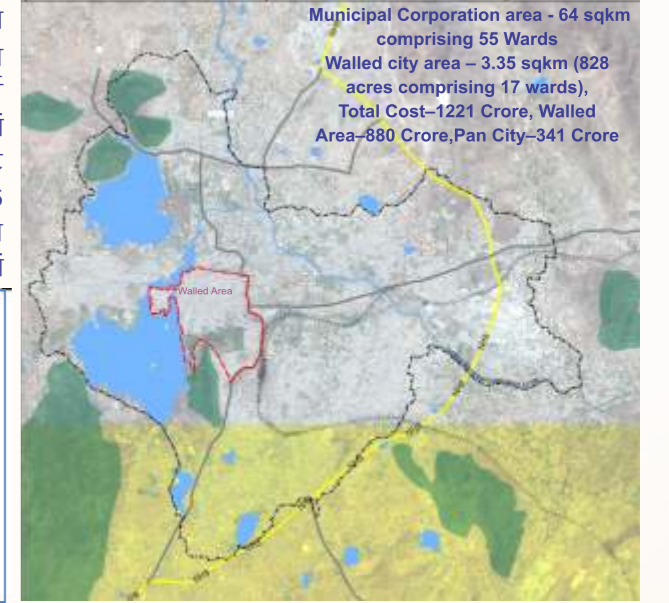 Municipal Corporation area - 64 sqkm
comprising 55 Wards
Walled city area – 3.35 sqkm (828
acres comprising 17 wards),
Total Cost–1221 Crore, Walled
Area–880 Crore,Pan City–341 Crore
Walled Area